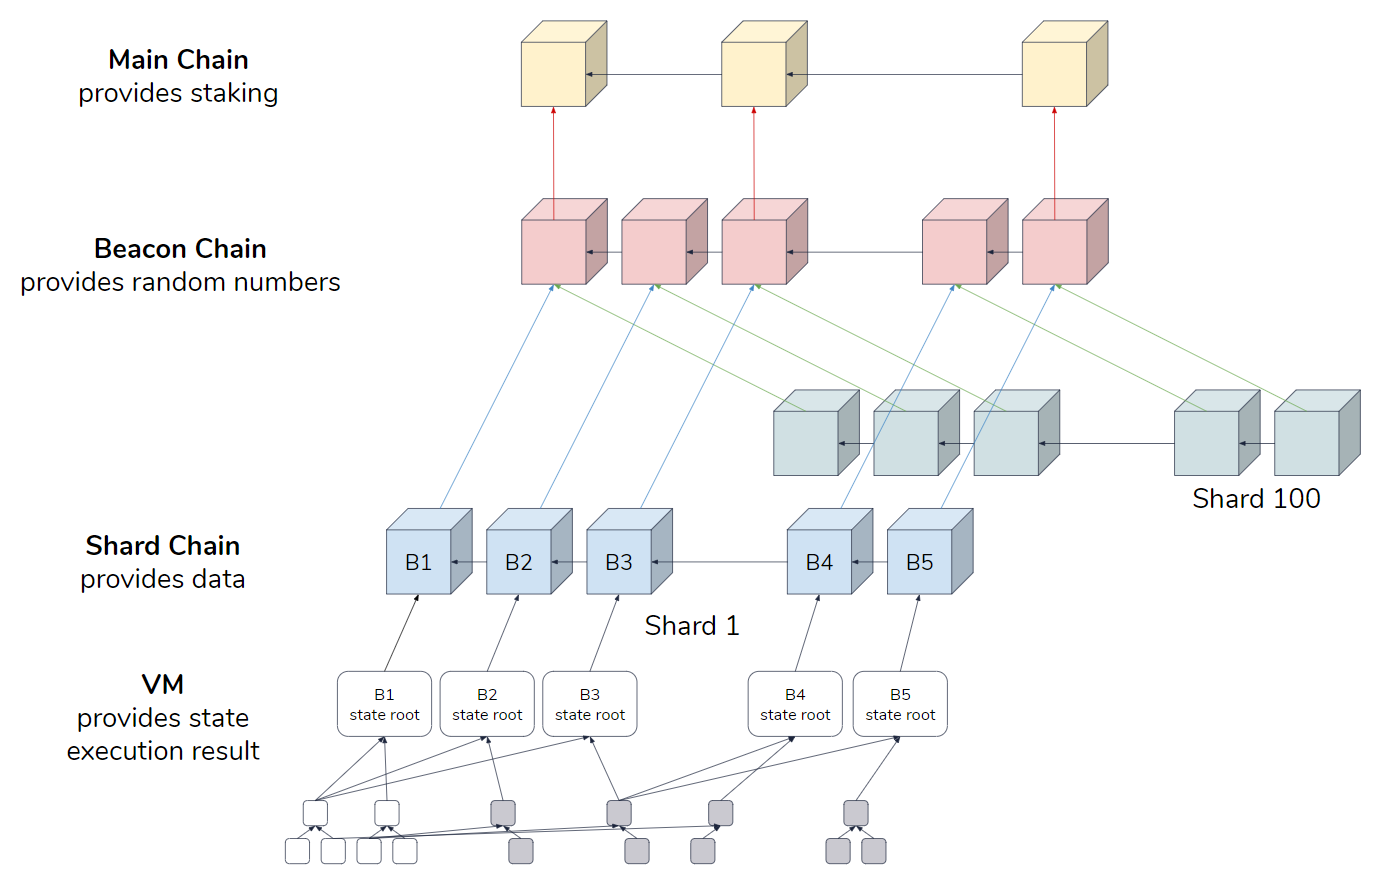 Main Chain
provides staking
Beacon Chain
provides random numbers
Shard 100
Shard Chain
provides data
B1
B2
B3
B4
B5
Shard 1
VM
provides state
execution result
B1
state root
B2
state root
B3
state root
B4
state root
B5
state root